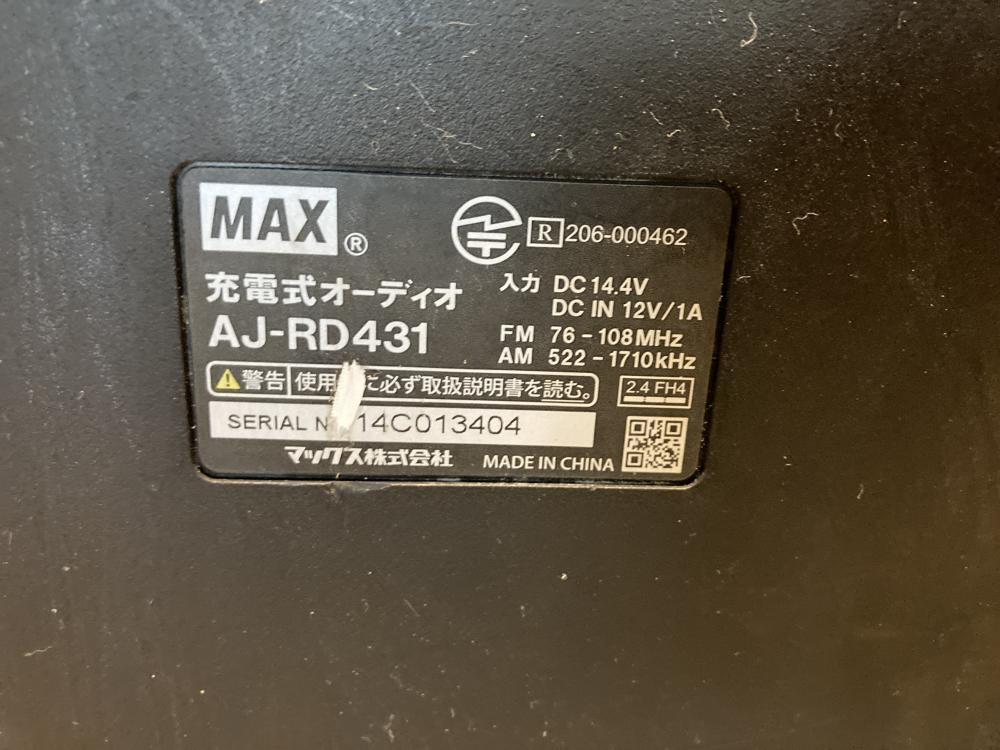 MAX®
R 206-000462
充電式オーディオ
AJ-RD431
入力 DC 14.4V
DC IN 12V/1A
FM 76-108MHz
AM 522-1710kHz
警告 使用 に必ず取扱説明書を読む。
2.4 FH4
SERIAL 14C013404
マックス株式会社
MADE IN CHINA